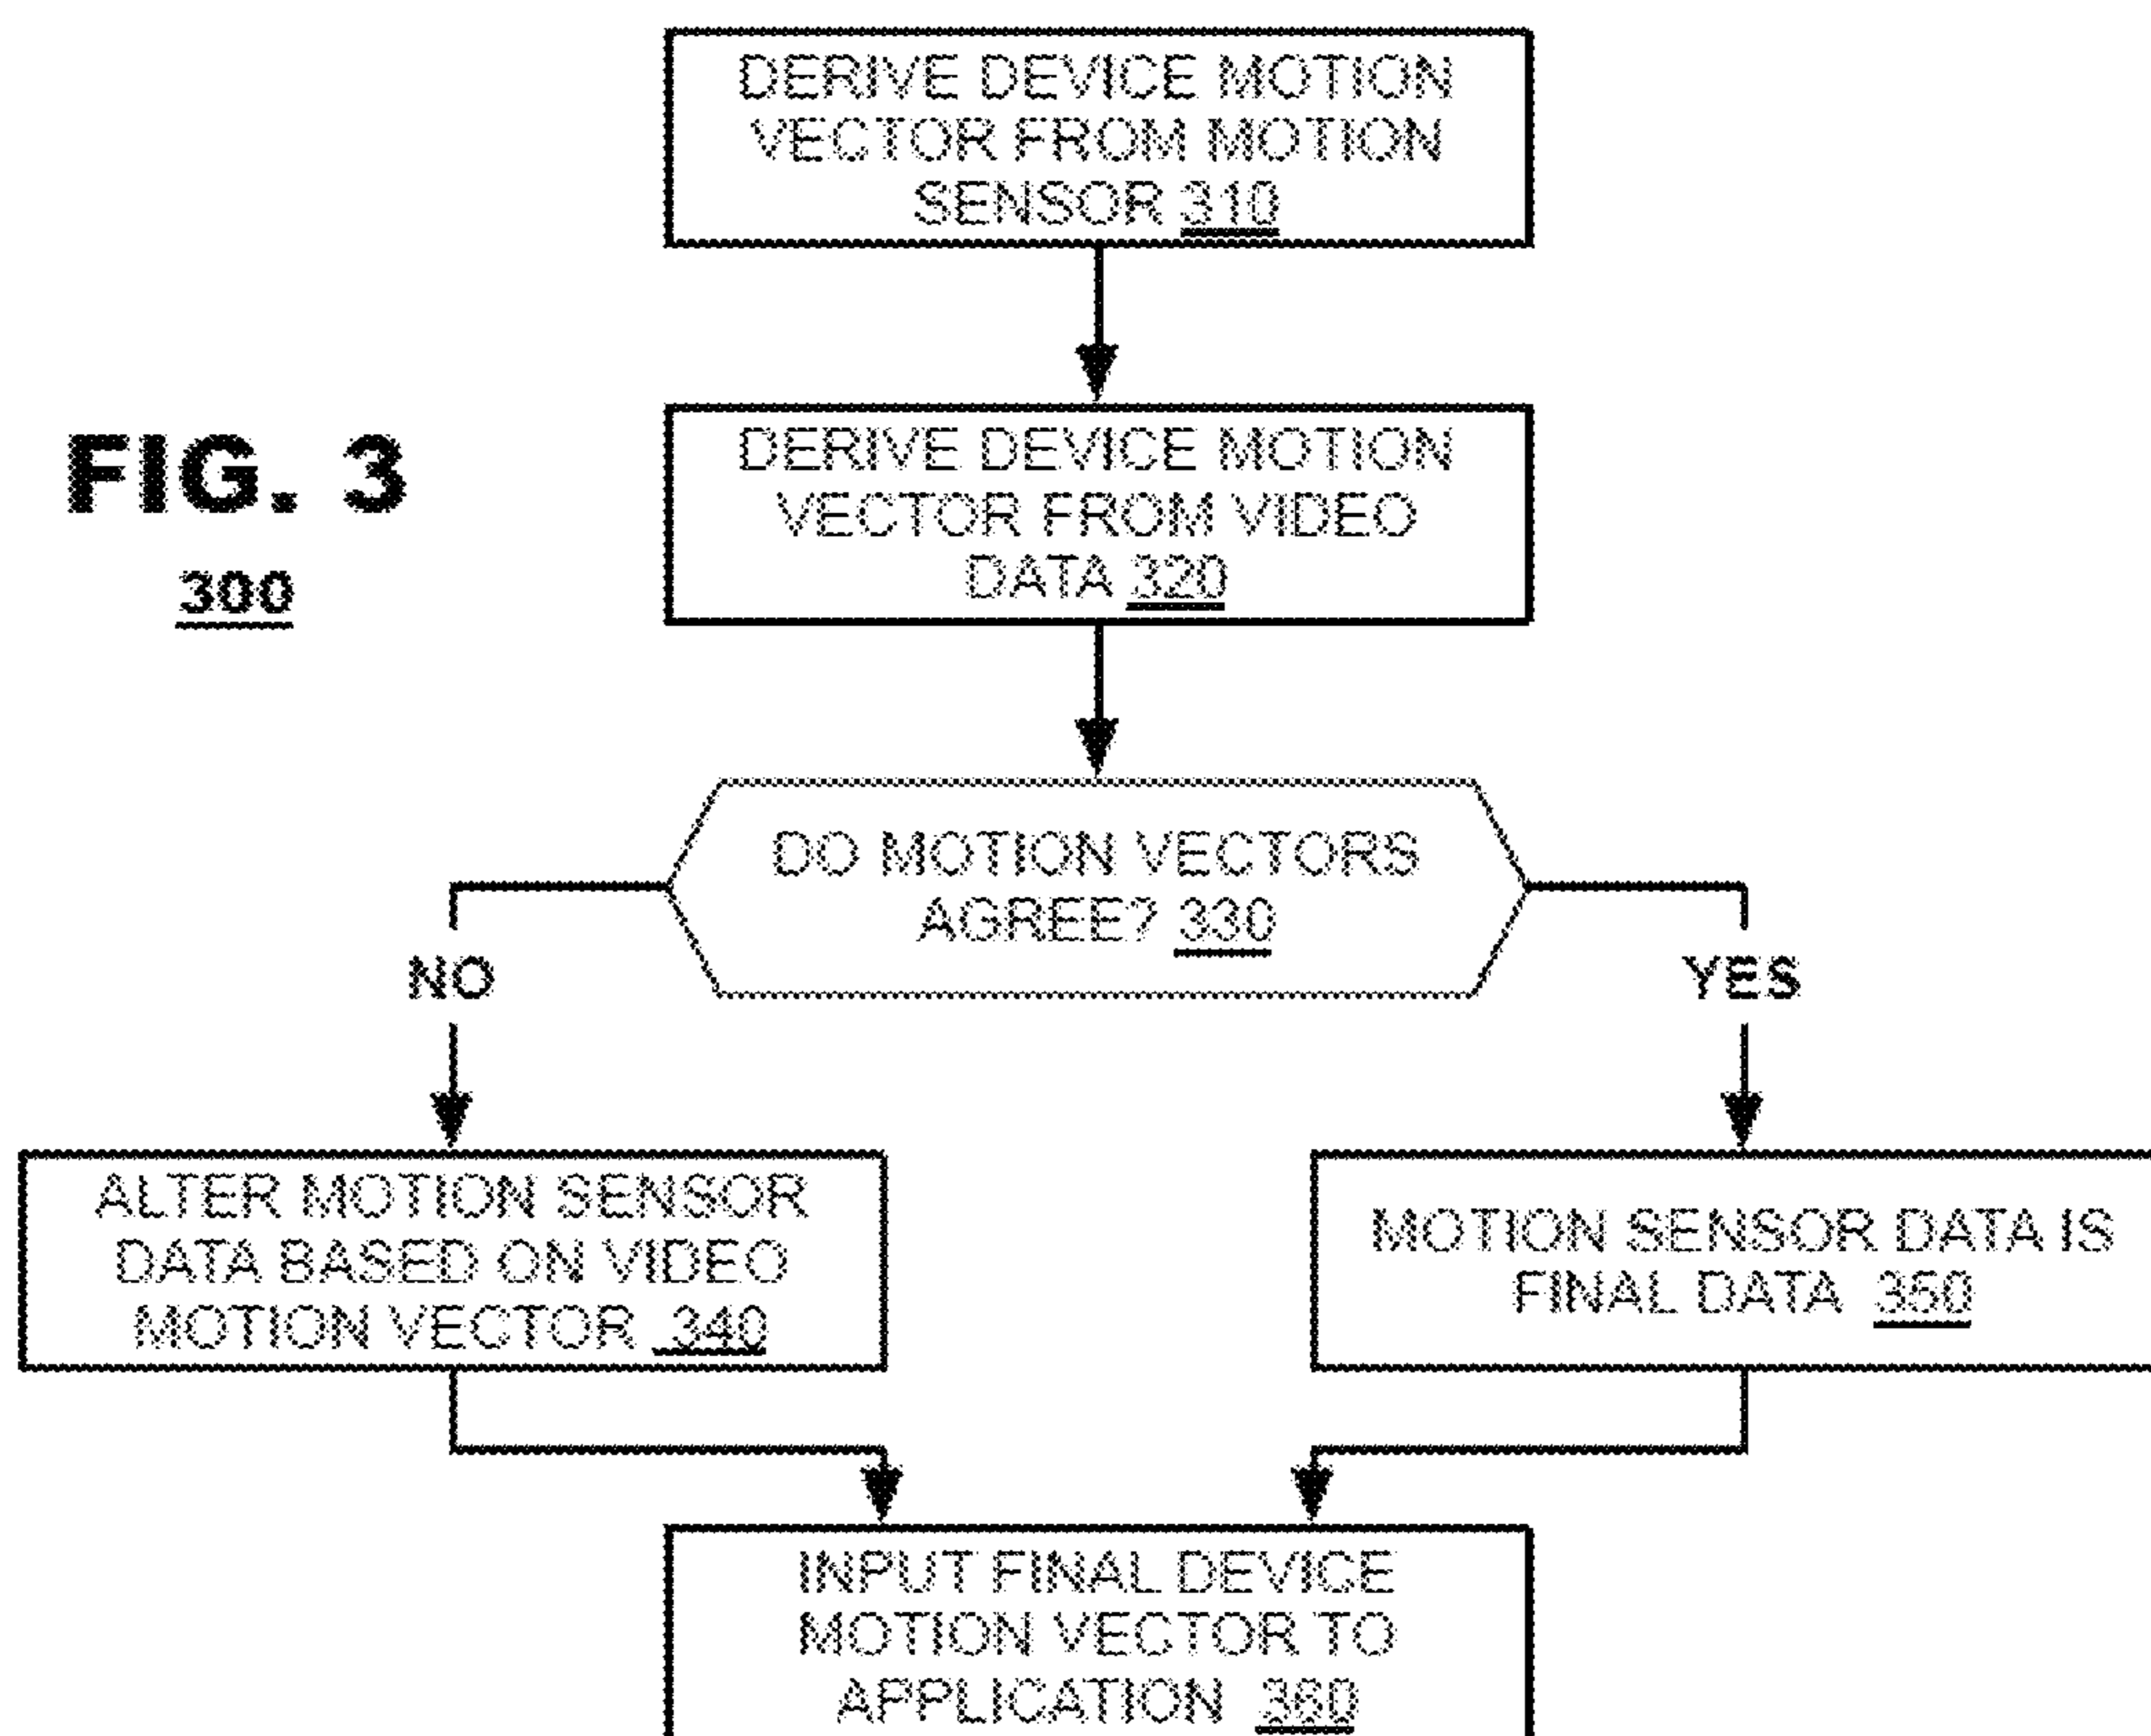 DERIVE DEVICE MOTION
VECTOR FROM MOTION
SENSOR 310
FIG. 3
300
DERIVE DEVICE MOTION
VECTOR FROM VIDEO
DATA 320
DO MOTION VECTORS
AGREE? 330
NO
YES
ALTER MOTION SENSOR
DATA BASED ON VIDEO
MOTION VECTOR 340
MOTION SENSOR DATA IS
FINAL DATA 350
INPUT FINAL DEVICE
MOTION VECTOR TO
APPLICATION 360